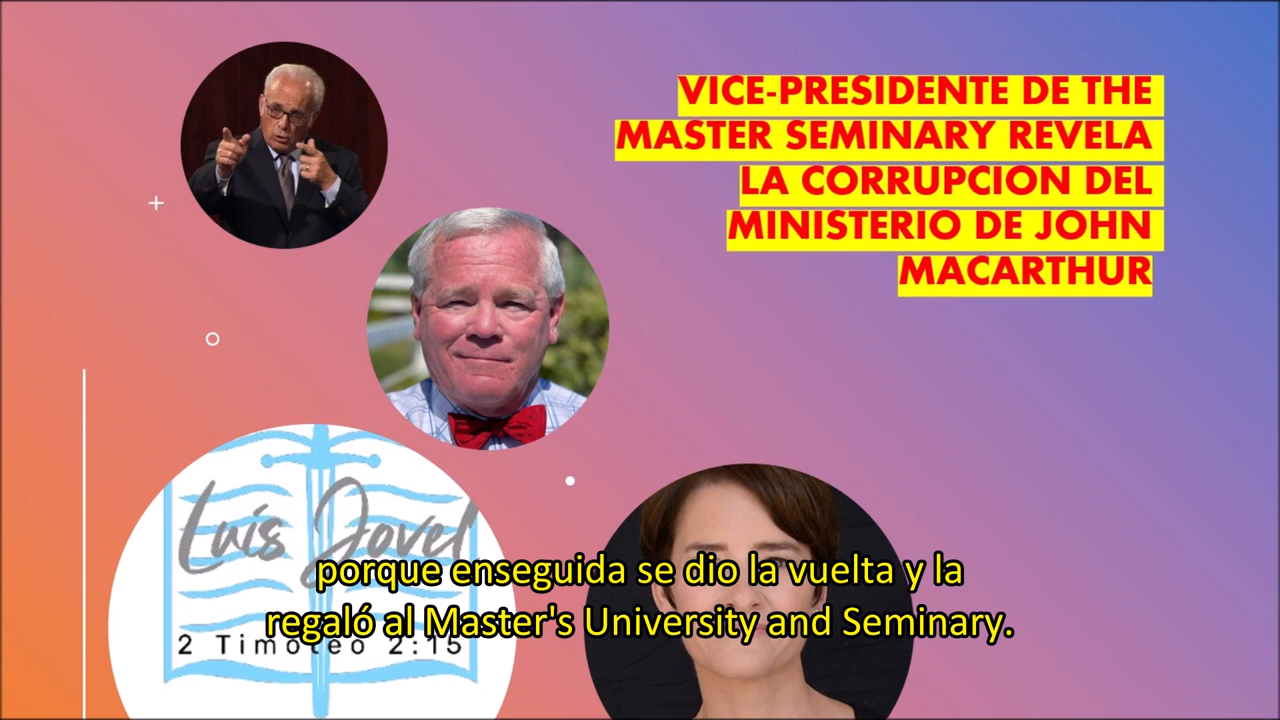 VICE-PRESIDENTE DE THE
MASTER SEMINARY REVELA
LA CORRUPCION DEL
MINISTERIO DE JOHN
MACARTHUR
Luis Jovel
porque enseguida se dio la vuelta y la
regaló al Master's University and Seminary.
2 Timoteo 2:15